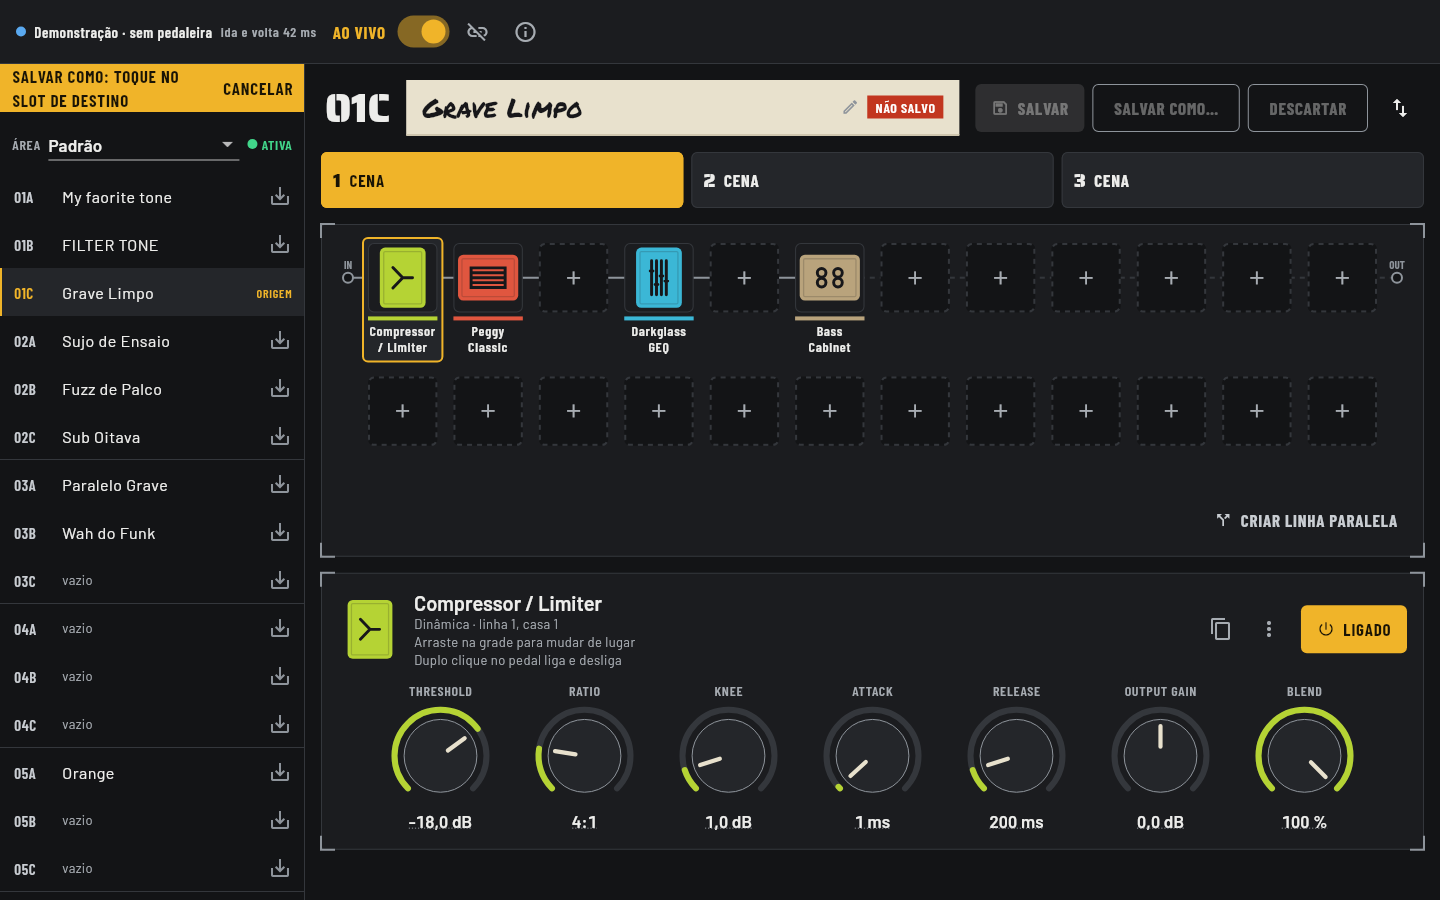 Demonstração · sem pedaleira Ida e volta 42 ms AO VIVO
SALVAR COMO: TOQUE NO
SLOT DE DESTINO
CANCELAR
ÁREA Padrão ATIVA
01A My faorite tone
01B FILTER TONE
01C Grave Limpo ORIGEM
02A Sujo de Ensaio
02B Fuzz de Palco
02C Sub Oitava
03A Paralelo Grave
03B Wah do Funk
03C vazio
04A vazio
04B vazio
04C vazio
05A Orange
05B vazio
05C vazio
01C Grave Limpo NÃO SALVO SALVAR SALVAR COMO... DESCARTAR
1 CENA 2 CENA 3 CENA
IN
OUT
88
Compressor
/ Limiter
Peggy
Classic
Darkglass
GEQ
Bass
Cabinet
CRIAR LINHA PARALELA
Compressor / Limiter
Dinâmica · linha 1, casa 1
Arraste na grade para mudar de lugar
Duplo clique no pedal liga e desliga
LIGADO
THRESHOLD RATIO KNEE ATTACK RELEASE OUTPUT GAIN BLEND
-18,0 dB 4:1 1,0 dB 1 ms 200 ms 0,0 dB 100 %